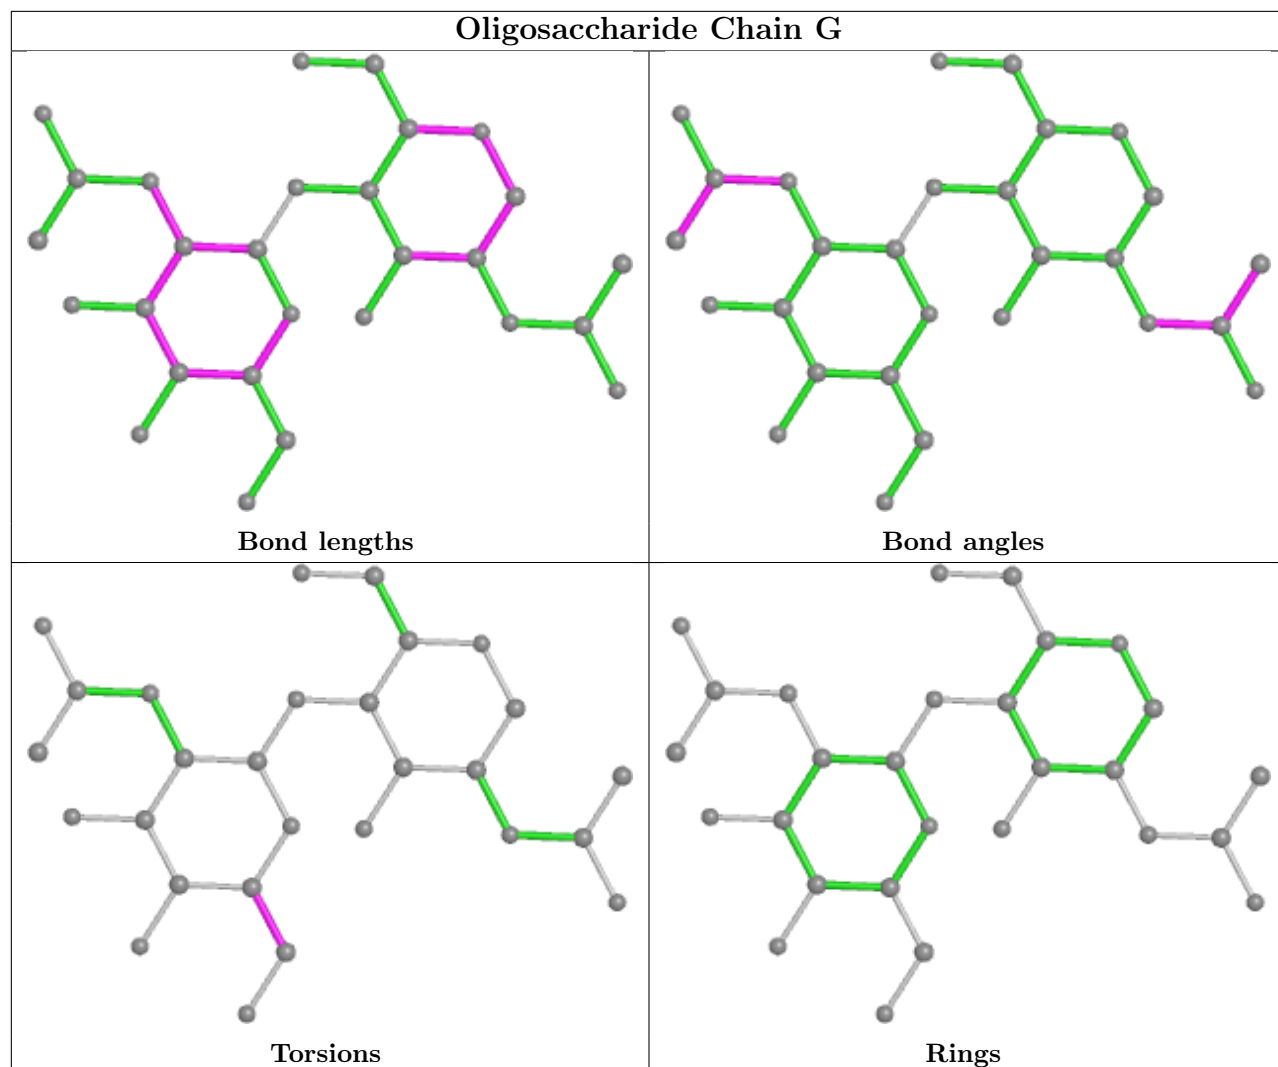 Oligosaccharide Chain G
Bond lengths
Bond angles
Torsions
Rings